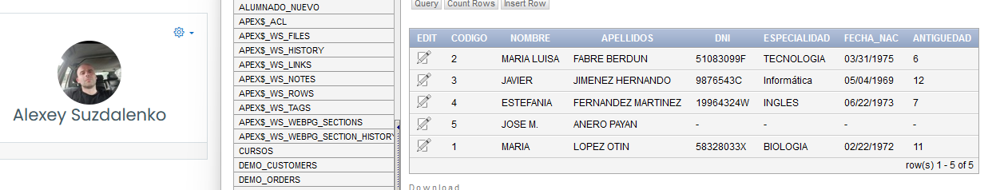 Alexey Suzdalenko
ALUMNADO_NUEVO
APEX$_ACL
APEX$_WS_FILES
APEX$_WS_HISTORY
APEX$_WS_LINKS
APEX$_WS_NOTES
APEX$_WS_ROWS
APEX$_WS_TAGS
APEX$_WS_WEBPG_SECTIONS
APEX$_WS_WEBPG_SECTION_HISTORY
CURSOS
DEMO_CUSTOMERS
DEMO_ORDERS
Query Count Rows Insert Row
EDIT CODIGO NOMBRE APELLIDOS DNI ESPECIALIDAD FECHA_NAC ANTIGUEDAD
2 MARIA LUISA FABRE BERDUN 51083099F TECNOLOGIA 03/31/1975 6
3 JAVIER JIMENEZ HERNANDO 9876543C Informática 05/04/1969 12
4 ESTEFANIA FERNANDEZ MARTINEZ 19964324W INGLES 06/22/1973 7
5 JOSE M. ANERO PAYAN - - - -
1 MARIA LOPEZ OTIN 58328033X BIOLOGIA 02/22/1972 11
row(s) 1 - 5 of 5
Download